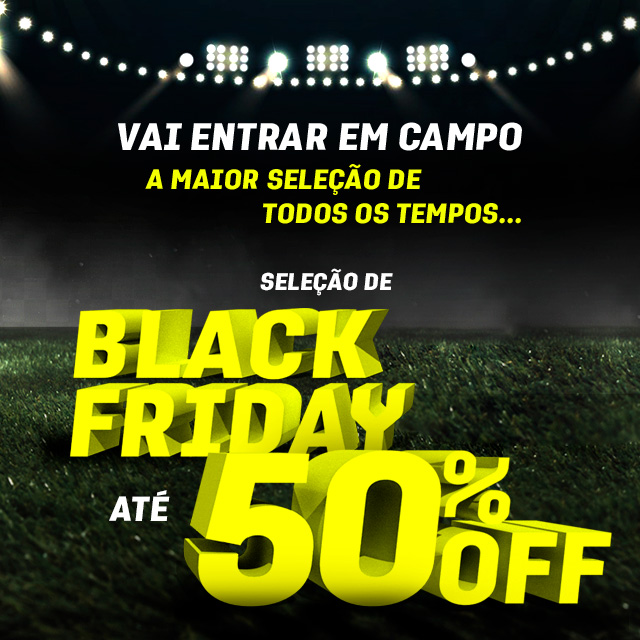 VAI ENTRAR EM CAMPO
A MAIOR SELEÇÃO DE
TODOS OS TEMPOS...
SELEÇÃO DE
BLACK
FRIDAY
ATÉ 50% OFF